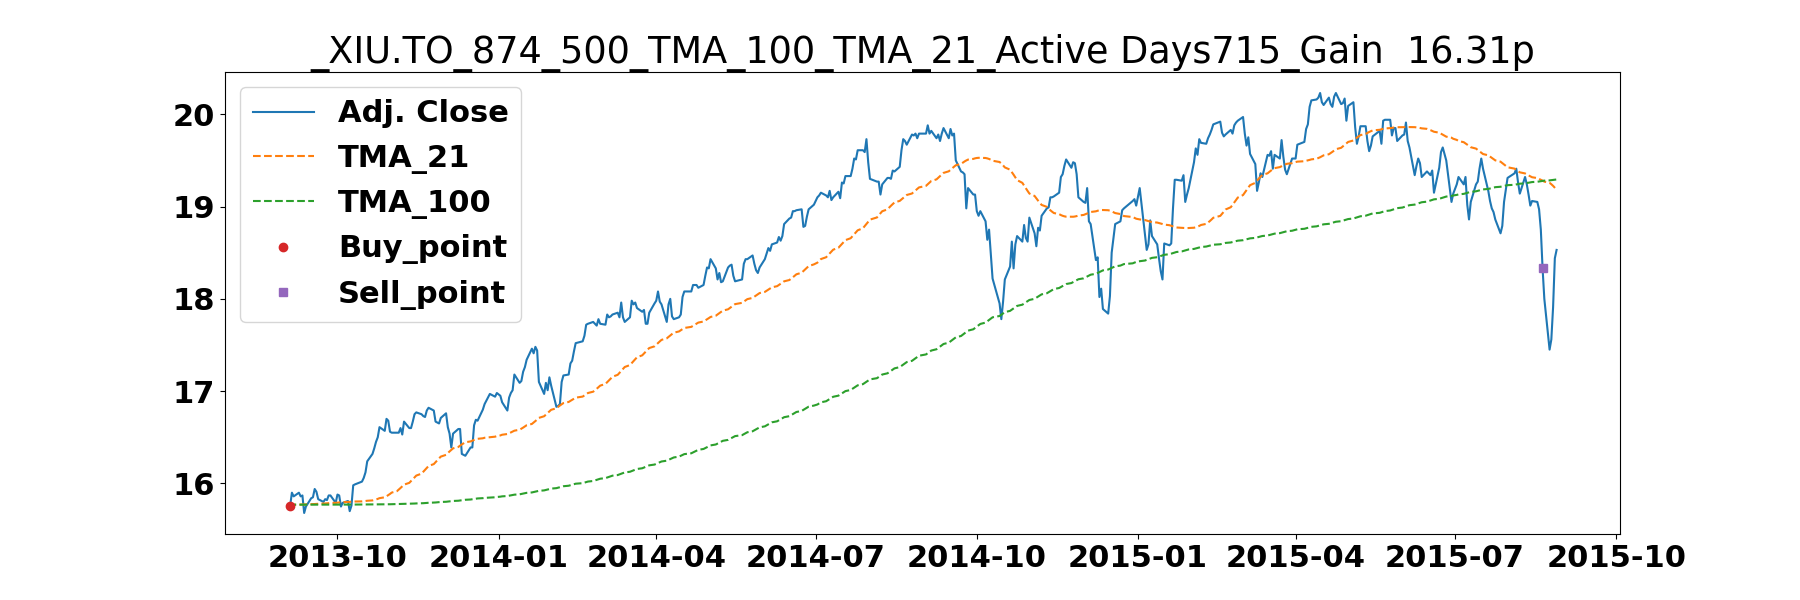 _XIU.TO_874_500_TMA_100_TMA_21_Active Days715_Gain  16.31p
Adj. Close
TMA_21
TMA_100
Buy_point
Sell_point
20
19
18
17
16
2013-10 2014-01 2014-04 2014-07 2014-10 2015-01 2015-04 2015-07 2015-10